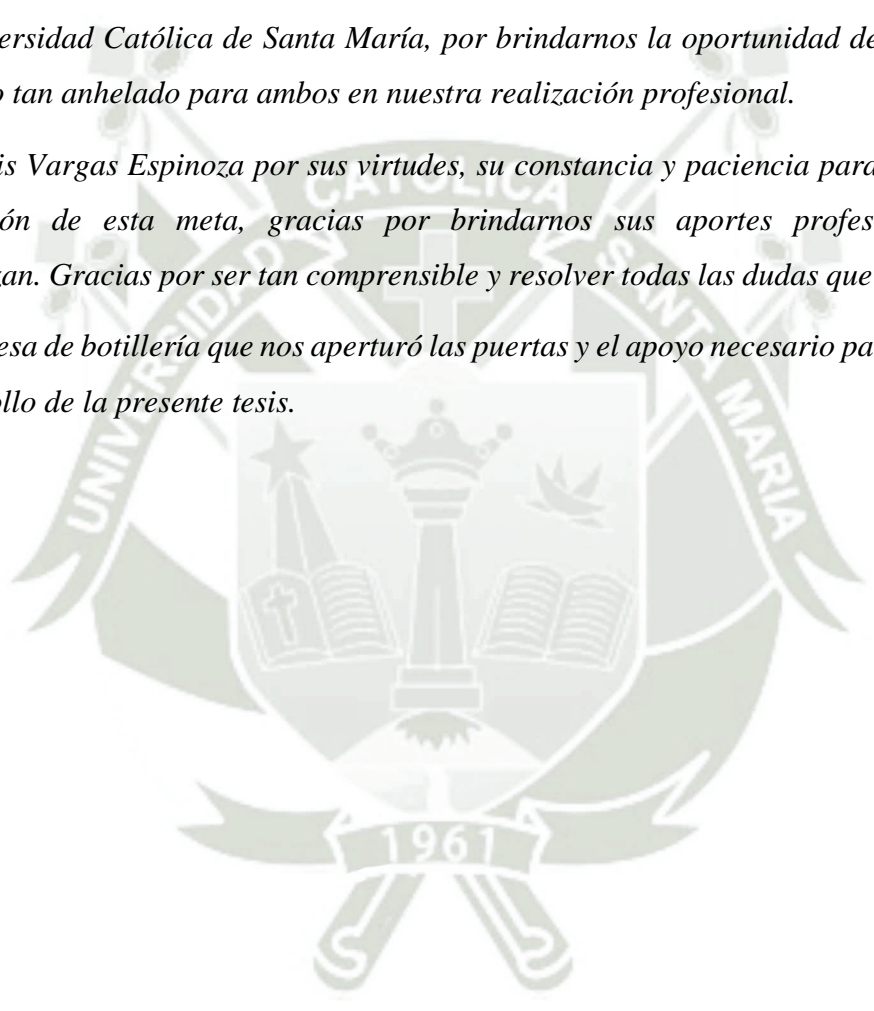 ersidad Católica de Santa María, por brindarnos la oportunidad de
o tan anhelado para ambos en nuestra realización profesional.
is Vargas Espinoza por sus virtudes, su constancia y paciencia para
ón de esta meta, gracias por brindarnos sus aportes profes
zan. Gracias por ser tan comprensible y resolver todas las dudas que
esa de botillería que nos aperturó las puertas y el apoyo necesario pa
ollo de la presente tesis.
UNIVERSIDAD CATOLICA SANTA MARIA
1961